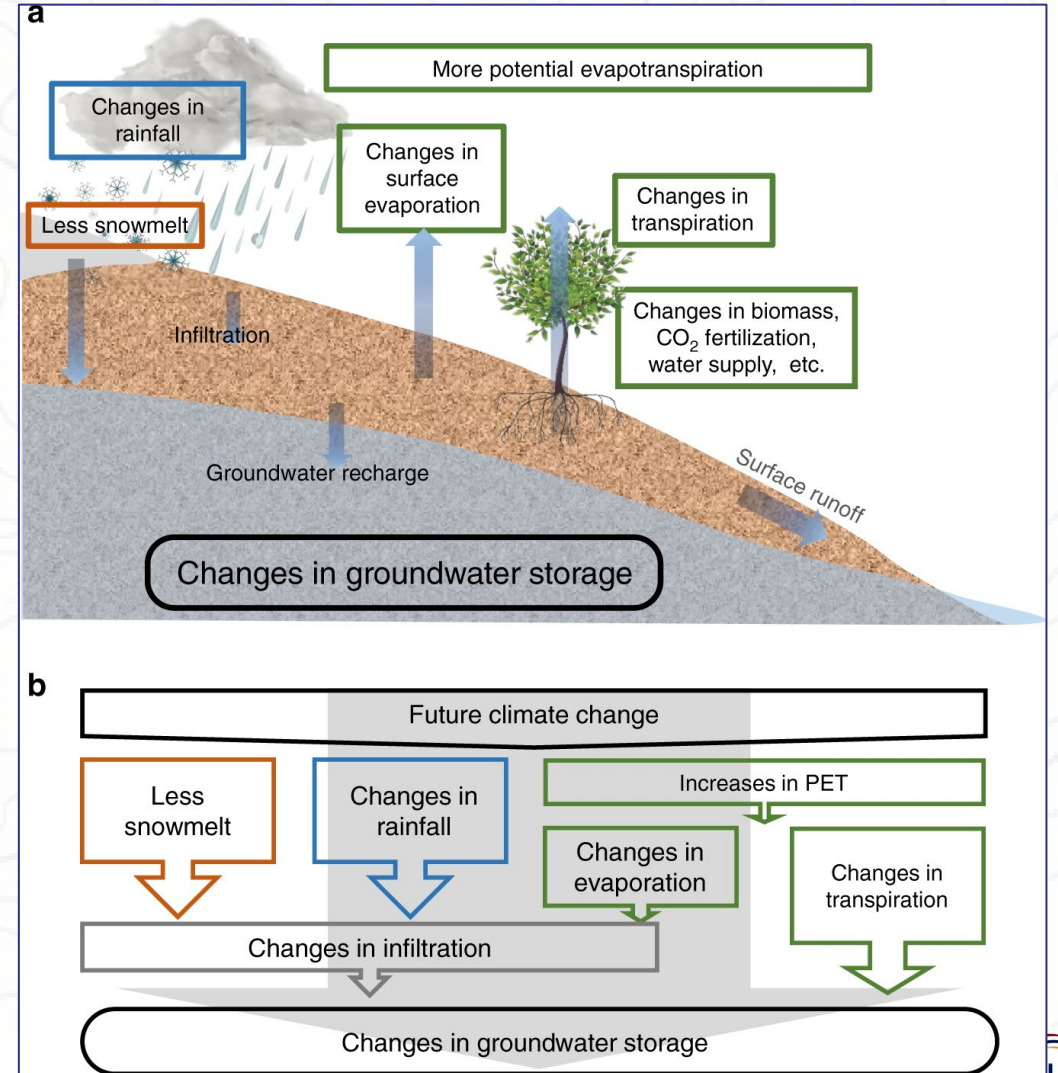 a
More potential evapotranspiration
Changes in
rainfall
Changes in
surface
evaporation
Changes in
transpiration
Less snowmelt
Changes in biomass,
CO₂ fertilization,
water supply, etc.
Infiltration
Groundwater recharge
Surface runoff
Changes in groundwater storage
b
Future climate change
Less
snowmelt
Changes in
rainfall
Increases in PET
Changes in
evaporation
Changes in
transpiration
Changes in infiltration
Changes in groundwater storage